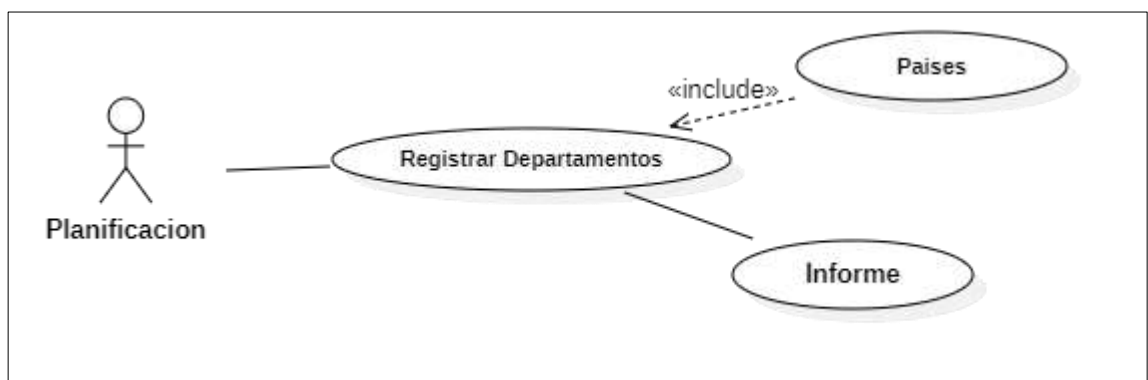 Paises
«include»
Registrar Departamentos
Planificacion
Informe